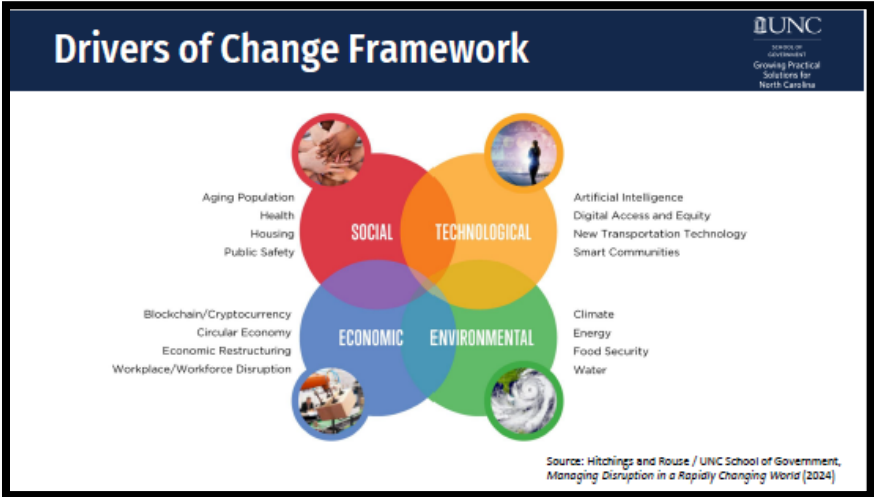 Drivers of Change Framework
UNC
SCHOOL OF
GOVERNMENT
Growing Practical
Solutions for
North Carolina
Aging Population
Health
Housing
Public Safety
SOCIAL
TECHNOLOGICAL
Artificial Intelligence
Digital Access and Equity
New Transportation Technology
Smart Communities
Blockchain/Cryptocurrency
Circular Economy
Economic Restructuring
Workplace/Workforce Disruption
ECONOMIC
ENVIRONMENTAL
Climate
Energy
Food Security
Water
Source: Hitchings and Rouse / UNC School of Government,
Managing Disruption in a Rapidly Changing World (2024)